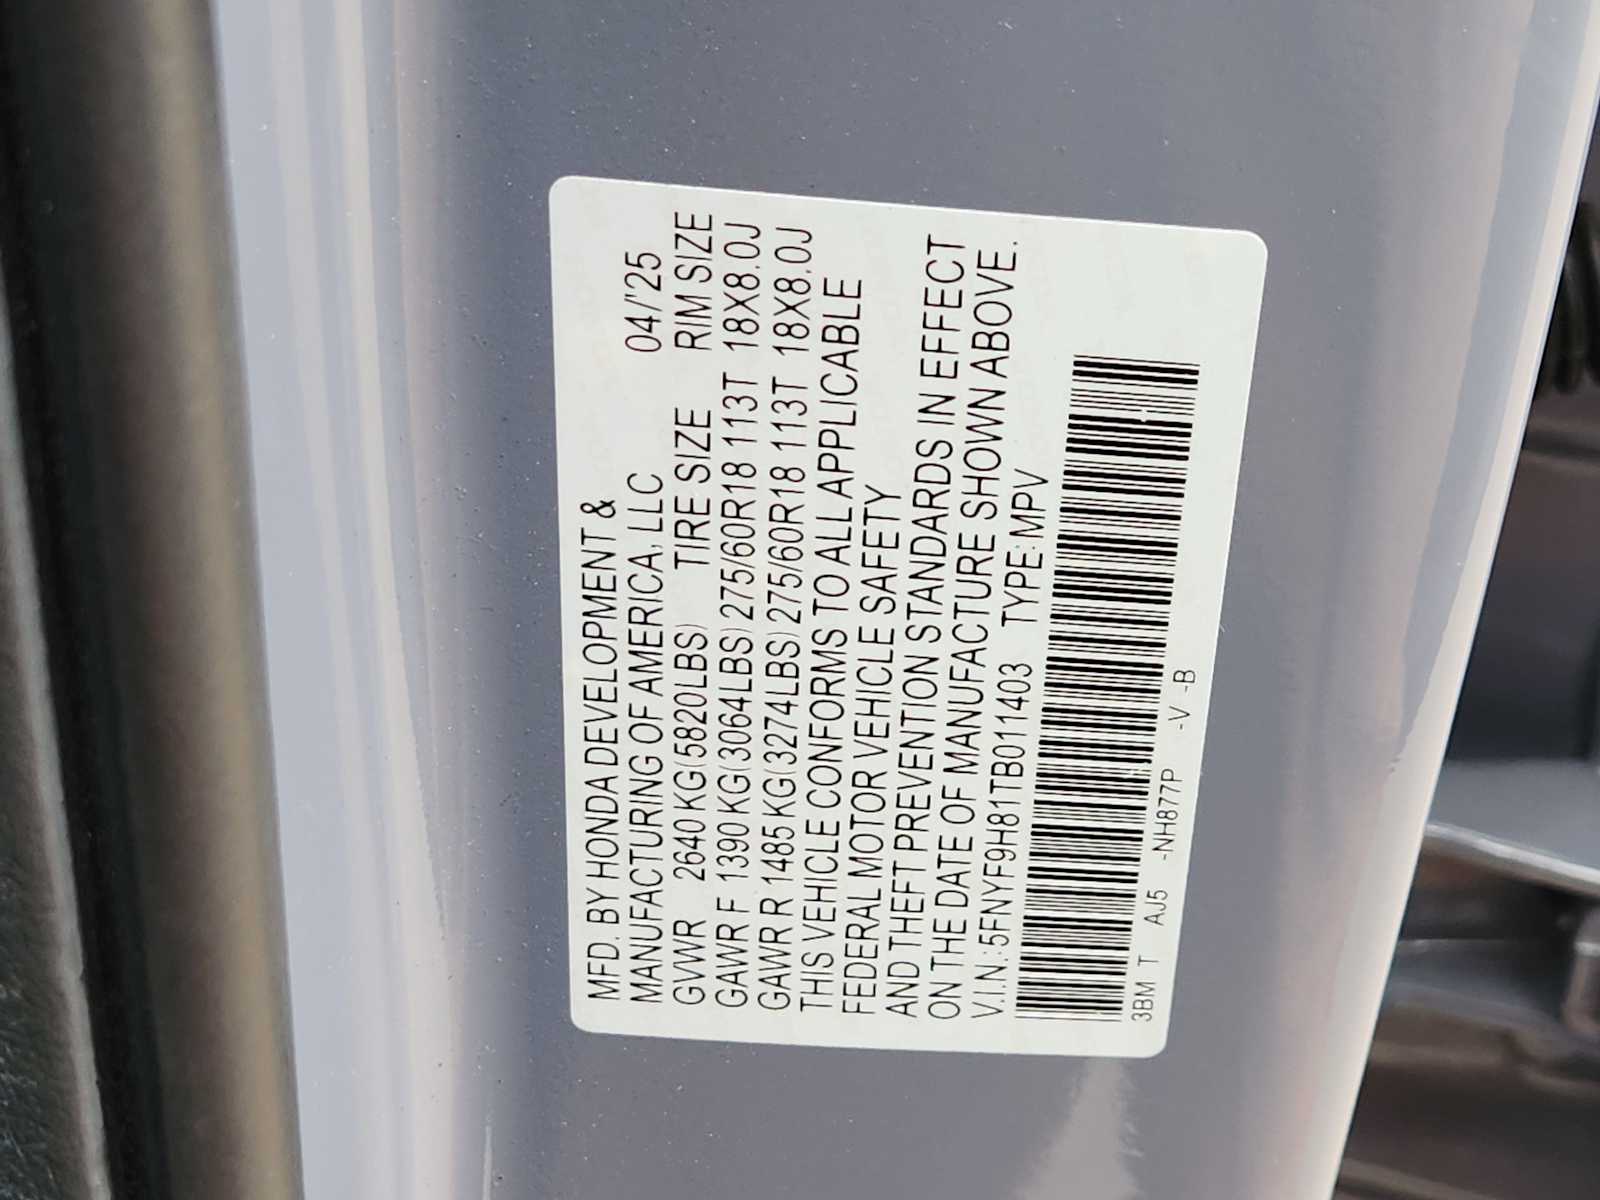 MFD. BY HONDA DEVELOPMENT &
MANUFACTURING OF AMERICA, LLC 04/'25
GVWR 2640 KG(5820LBS) TIRE SIZE RIM SIZE
GAWR F 1390 KG(3064LBS) 275/60R18 113T 18X8.0J
GAWR R 1485 KG(3274LBS) 275/60R18 113T 18X8.0J
THIS VEHICLE CONFORMS TO ALL APPLICABLE
FEDERAL MOTOR VEHICLE SAFETY
AND THEFT PREVENTION STANDARDS IN EFFECT
ON THE DATE OF MANUFACTURE SHOWN ABOVE.
V.I.N.:5FNYF9H81TB011403 TYPE:MPV
3BM T AJ5 -NH877P -V -B